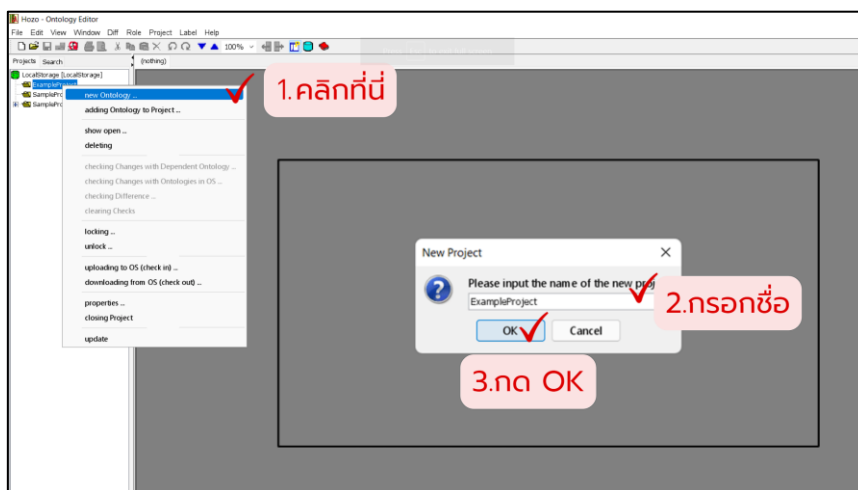 Hozo - Ontology Editor
File Edit View Window Diff Role Project Label Help
100%
Projects Search
(nothing)
LocalStorage [LocalStorage]
ExampleProject
SamplePro
SamplePro
new Ontology ...
adding Ontology to Project ...
show open ...
deleting
checking Changes with Dependent Ontology ...
checking Changes with Ontologies in OS ...
checking Difference ...
clearing Checks
locking ...
unlock ...
uploading to OS (check in) ...
downloading from OS (check out) ...
properties ...
closing Project
update
1.คลิกที่นี่
New Project
Please input the name of the new proj
ExampleProject
OK Cancel
2.กรอกชื่อ
3.กด OK